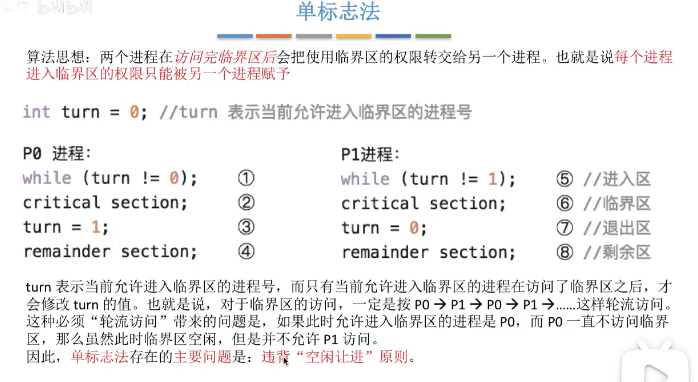 单标志法
算法思想：两个进程在访问完临界区后会把使用临界区的权限转交给另一个进程。也就是说每个进程
进入临界区的权限只能被另一个进程赋予
int turn = 0; //turn 表示当前允许进入临界区的进程号
P0 进程：
while (turn != 0); ①
critical section; ②
turn = 1; ③
remainder section; ④
P1进程：
while (turn != 1); ⑤ //进入区
critical section; ⑥ //临界区
turn = 0; ⑦ //退出区
remainder section; ⑧ //剩余区
turn 表示当前允许进入临界区的进程号，而只有当前允许进入临界区的进程在访问了临界区之后，才
会修改 turn 的值。也就是说，对于临界区的访问，一定是按 P0 → P1 → P0 → P1 →……这样轮流访问。
这种必须“轮流访问”带来的问题是，如果此时允许进入临界区的进程是 P0，而 P0 一直不访问临界
区，那么虽然此时临界区空闲，但是并不允许 P1 访问。
因此，单标志法存在的主要问题是：违背“空闲让进”原则。